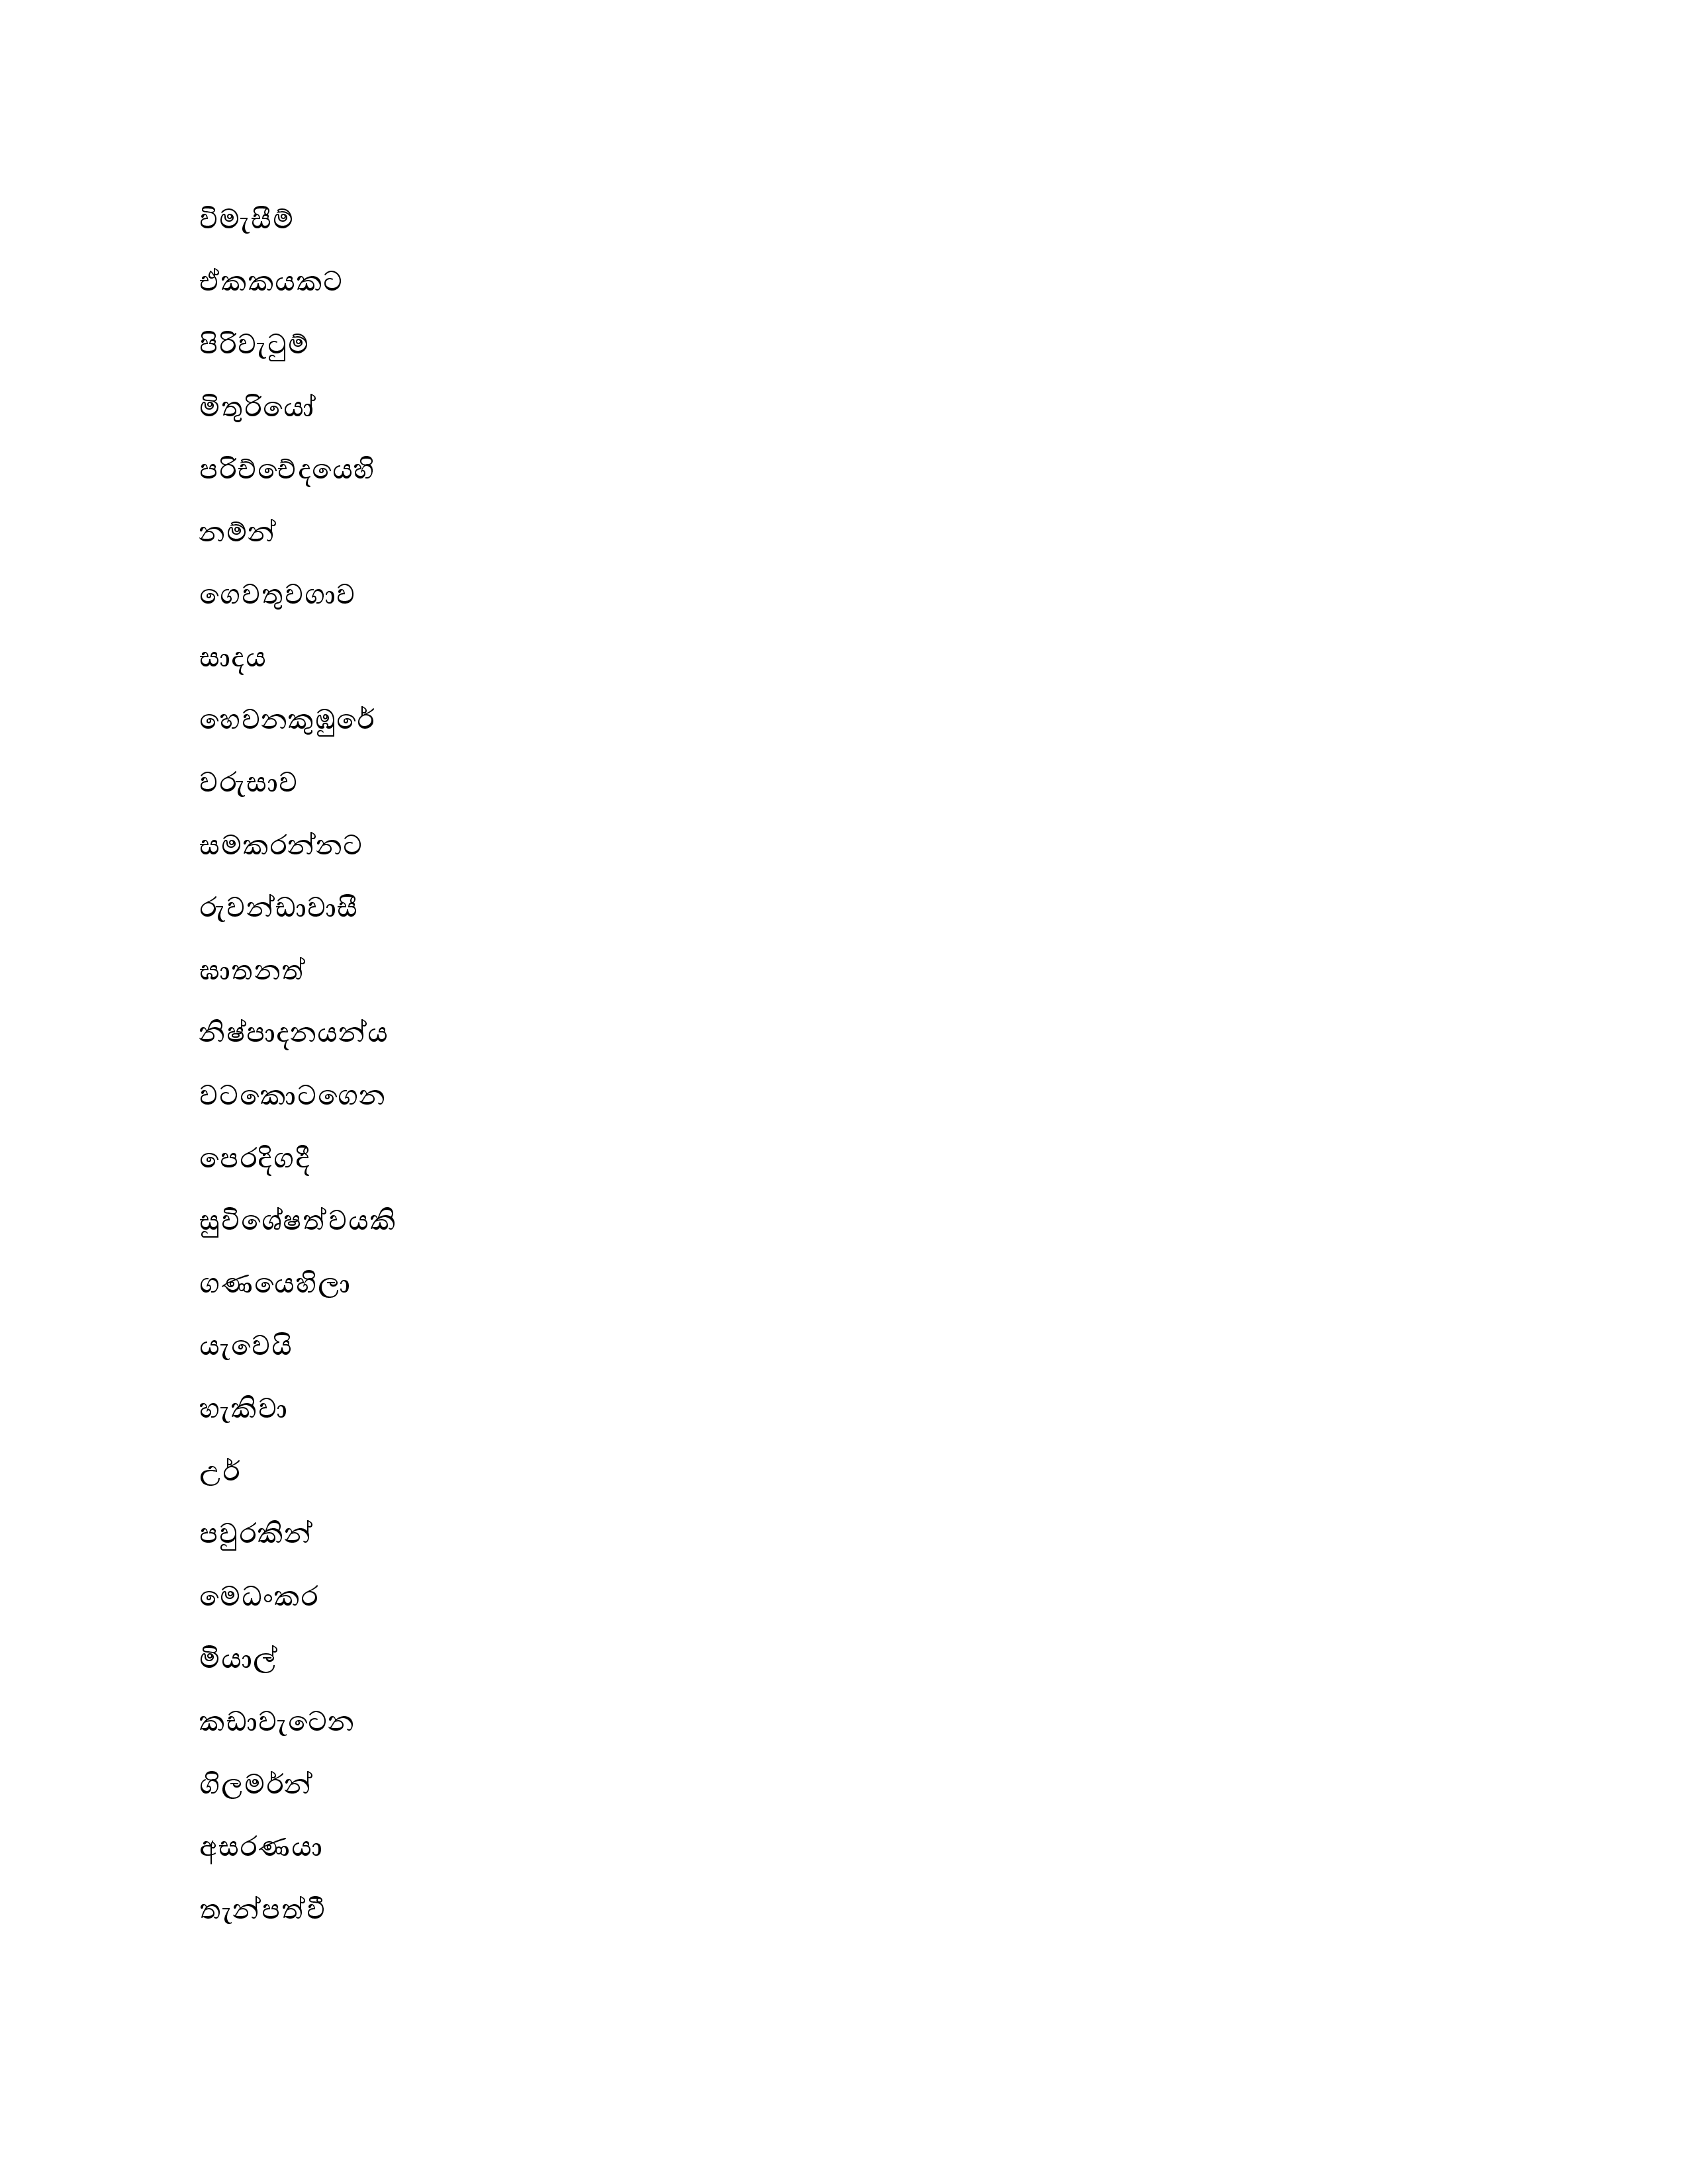 විමැසීම්
ඒකකයකට
පිරිවැටුම්
මිතුරියෝ
පරිච්චේදයෙහි
නම්න්
ගෙවතුවගාව
සාදය
හෙවනකුඹුරේ
වරුසාව
සමකරන්නට
රුවන්ඩාවාසී
ඝාතනත්
නිෂ්පාදනයන්ය
වටකොටගෙන
පෙරදිගදී
සුවිශේෂත්වයකි
ගණයෙහිලා
යැවෙයි
හැකිවා
උර්
පවුරකින්
මෙධංකර
මියාල්
කඩාවැටෙන
ගිලමර්න්
අසරණයා
තැන්පත්වී